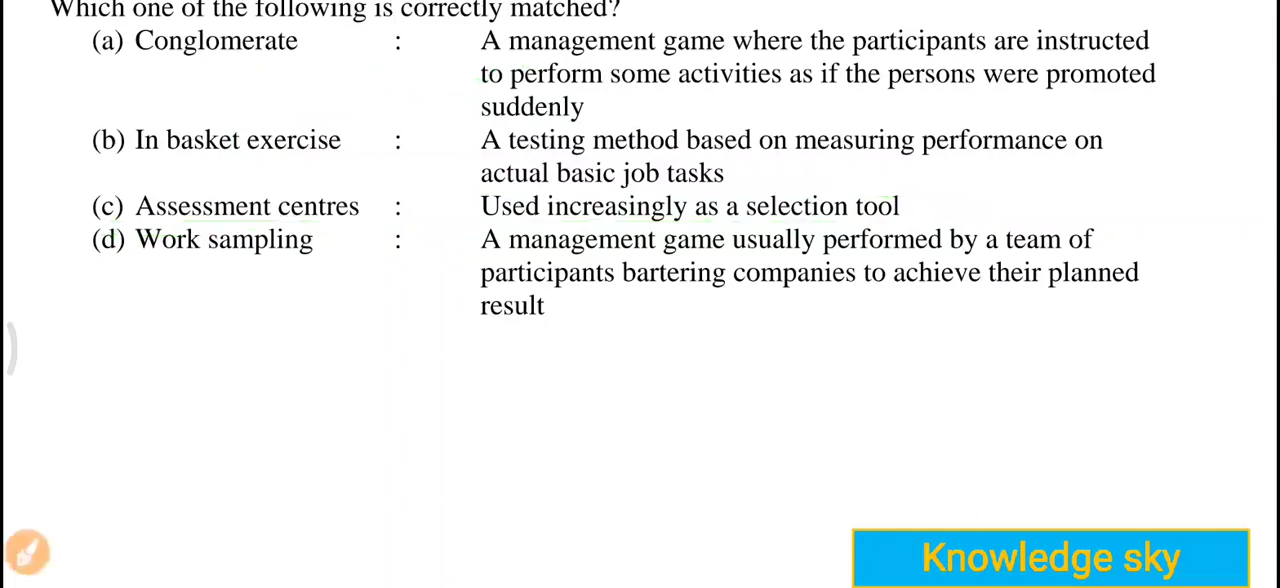 Which one of the following is correctly matched?
(a) Conglomerate : A management game where the participants are instructed
to perform some activities as if the persons were promoted
suddenly
(b) In basket exercise : A testing method based on measuring performance on
actual basic job tasks
(c) Assessment centres : Used increasingly as a selection tool
(d) Work sampling : A management game usually performed by a team of
participants bartering companies to achieve their planned
result
Knowledge sky